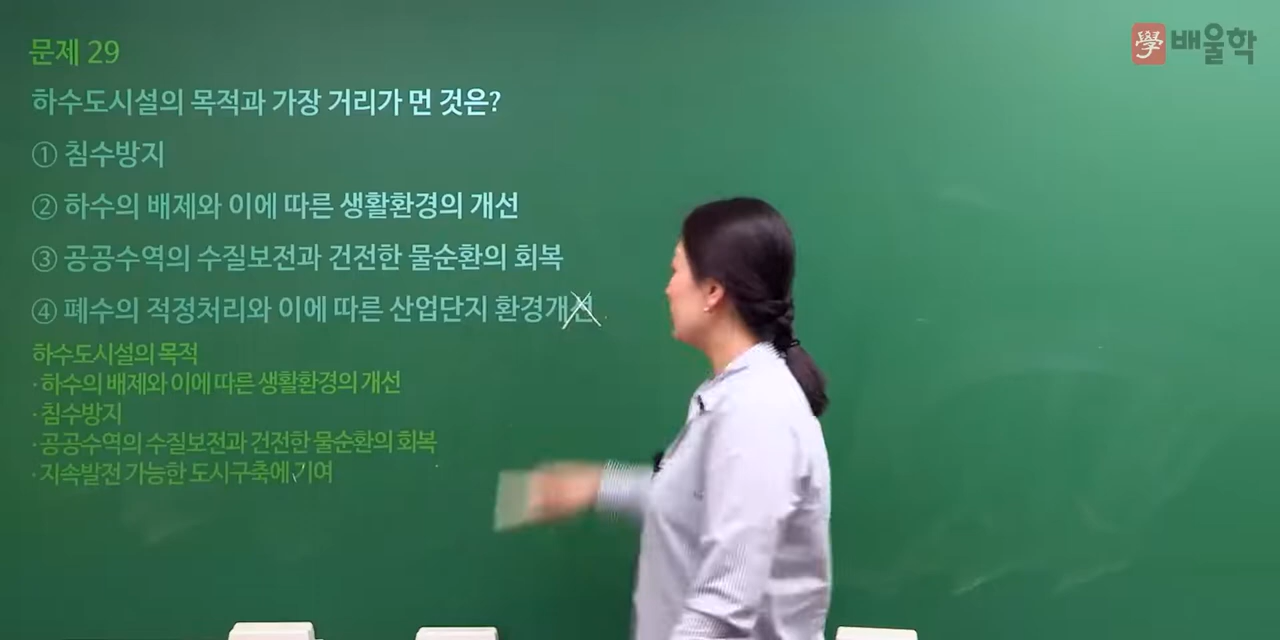 문제 29
하수도시설의 목적과 가장 거리가 먼 것은?
① 침수방지
② 하수의 배제와 이에 따른 생활환경의 개선
③ 공공수역의 수질보전과 건전한 물순환의 회복
④ 폐수의 적정처리와 이에 따른 산업단지 환경개선
하수도시설의 목적
· 하수의 배제와 이에 따른 생활환경의 개선
· 침수방지
· 공공수역의 수질보전과 건전한 물순환의 회복
· 지속발전 가능한 도시구축에 기여
學 배울학